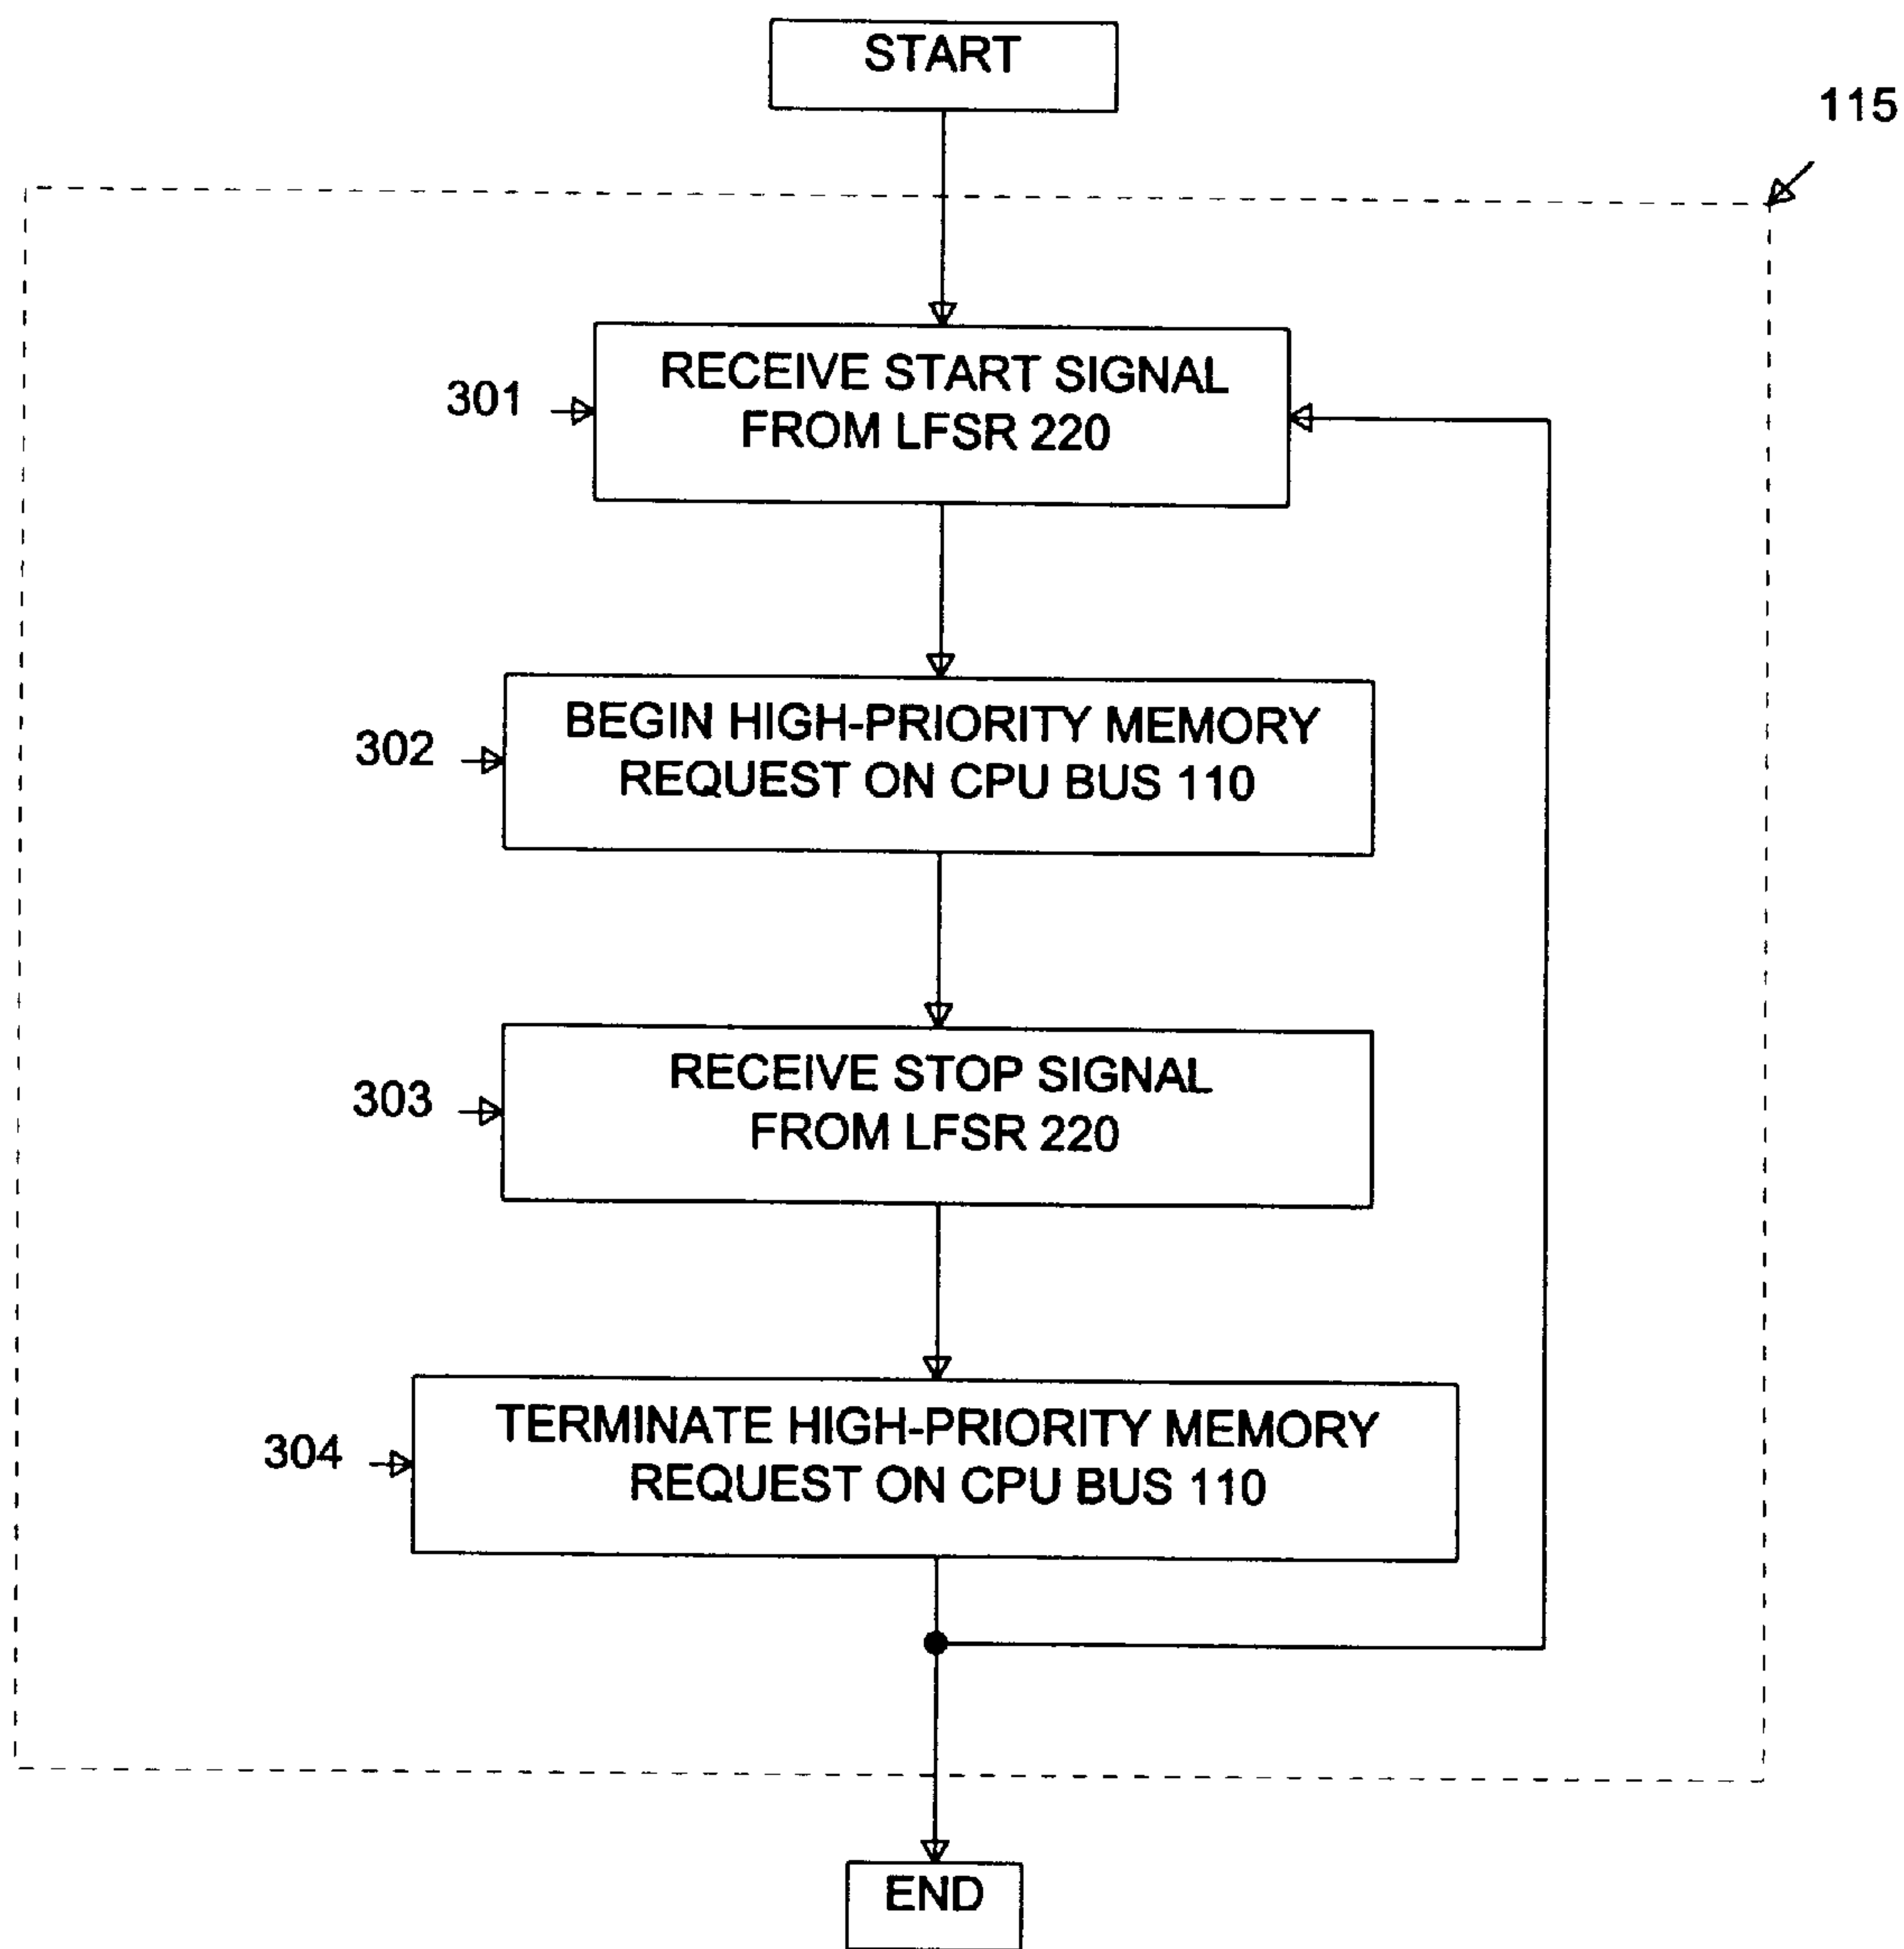 START
115
301
RECEIVE START SIGNAL
FROM LFSR 220
302
BEGIN HIGH-PRIORITY MEMORY
REQUEST ON CPU BUS 110
303
RECEIVE STOP SIGNAL
FROM LFSR 220
304
TERMINATE HIGH-PRIORITY MEMORY
REQUEST ON CPU BUS 110
END